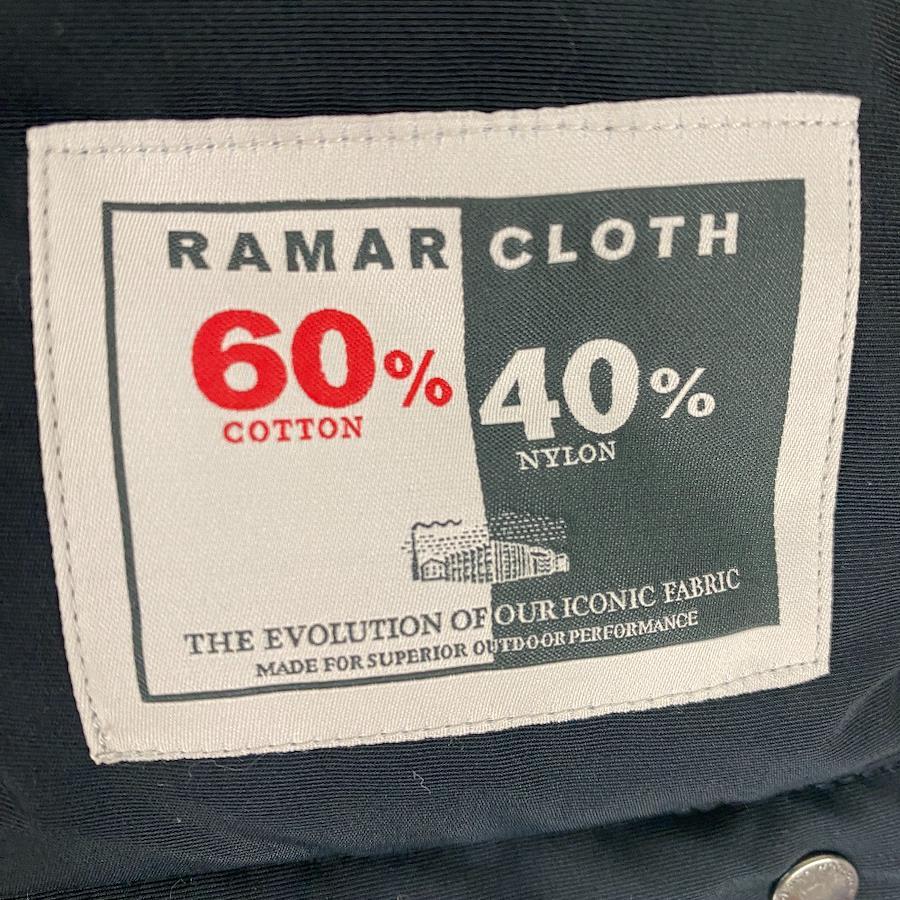 RAMAR CLOTH
60% 40%
COTTON NYLON
THE EVOLUTION OF OUR ICONIC FABRIC
MADE FOR SUPERIOR OUTDOOR PERFORMANCE